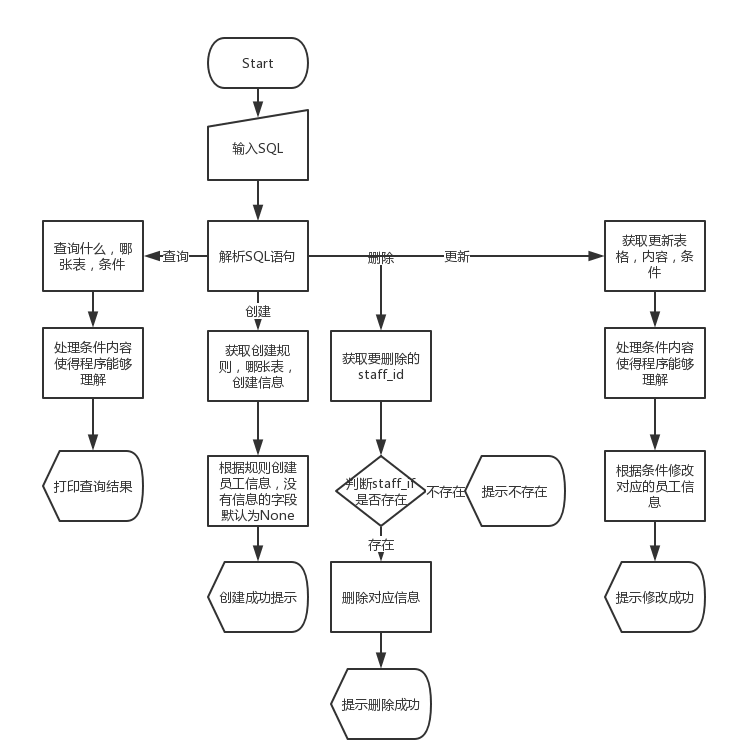 Start
输入SQL
查询什么，哪
张表，条件
查询
解析SQL语句
删除
更新
获取更新表
格，内容，条
件
创建
处理条件内容
使得程序能够
理解
获取创建规
则，哪张表，
创建信息
获取要删除的
staff_id
处理条件内容
使得程序能够
理解
打印查询结果
根据规则创建
员工信息，没
有信息的字段
默认为None
判断staff_if
是否存在
不存在
提示不存在
根据条件修改
对应的员工信
息
存在
创建成功提示
删除对应信息
提示修改成功
提示删除成功